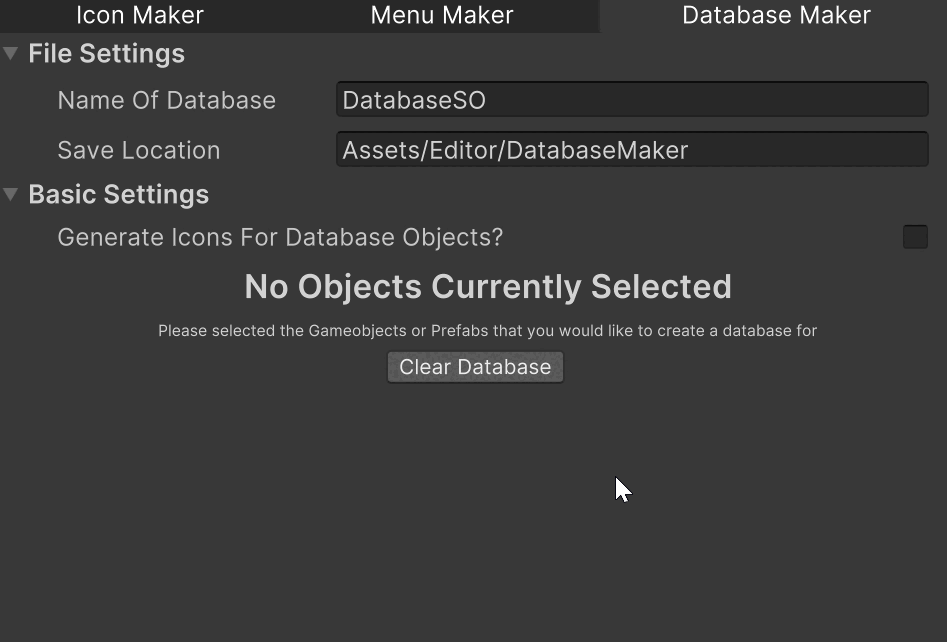 Icon Maker Menu Maker Database Maker
File Settings
Name Of Database DatabaseSO
Save Location Assets/Editor/DatabaseMaker
Basic Settings
Generate Icons For Database Objects?
No Objects Currently Selected
Please selected the Gameobjects or Prefabs that you would like to create a database for
Clear Database